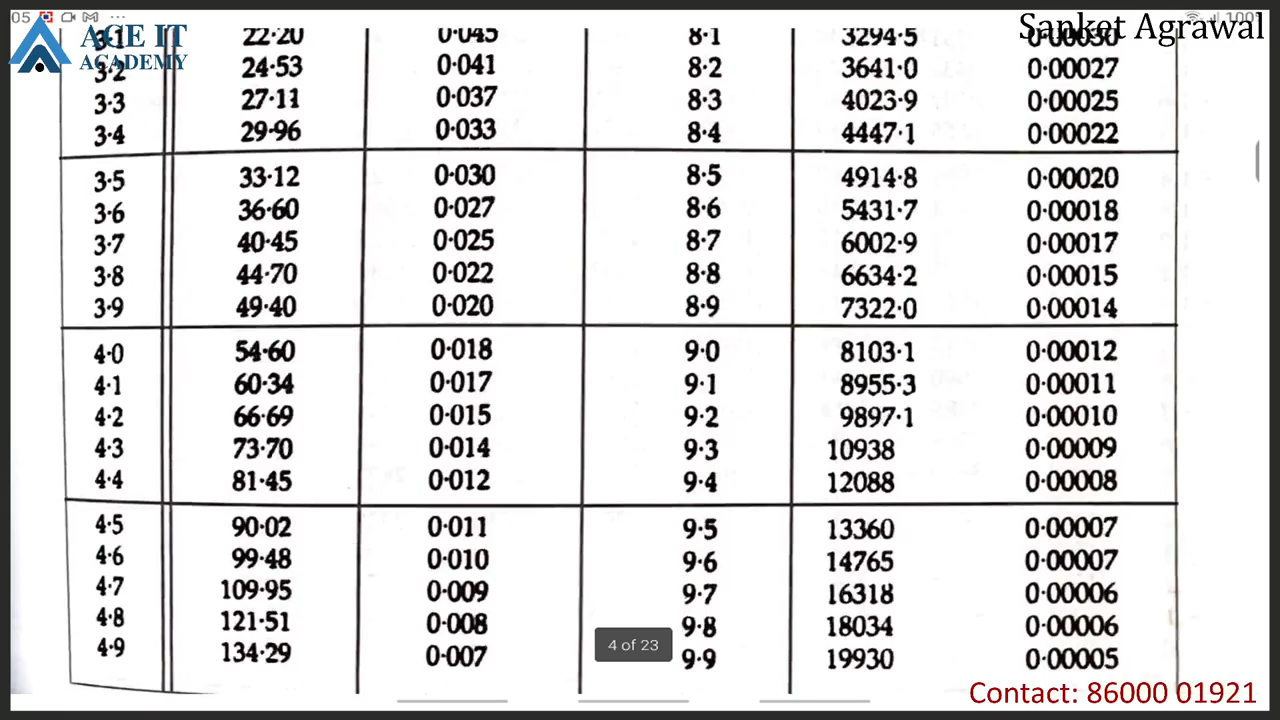 05 ... 100%
AGE IT
ACADEMY
Sanket Agrawal
3·1 22·20 0·045 8·1 3294·5 0·00030
3·2 24·53 0·041 8·2 3641·0 0·00027
3·3 27·11 0·037 8·3 4023·9 0·00025
3·4 29·96 0·033 8·4 4447·1 0·00022
3·5 33·12 0·030 8·5 4914·8 0·00020
3·6 36·60 0·027 8·6 5431·7 0·00018
3·7 40·45 0·025 8·7 6002·9 0·00017
3·8 44·70 0·022 8·8 6634·2 0·00015
3·9 49·40 0·020 8·9 7322·0 0·00014
4·0 54·60 0·018 9·0 8103·1 0·00012
4·1 60·34 0·017 9·1 8955·3 0·00011
4·2 66·69 0·015 9·2 9897·1 0·00010
4·3 73·70 0·014 9·3 10938 0·00009
4·4 81·45 0·012 9·4 12088 0·00008
4·5 90·02 0·011 9·5 13360 0·00007
4·6 99·48 0·010 9·6 14765 0·00007
4·7 109·95 0·009 9·7 16318 0·00006
4·8 121·51 0·008 9·8 18034 0·00006
4·9 134·29 0·007 9·9 19930 0·00005
4 of 23
Contact: 86000 01921